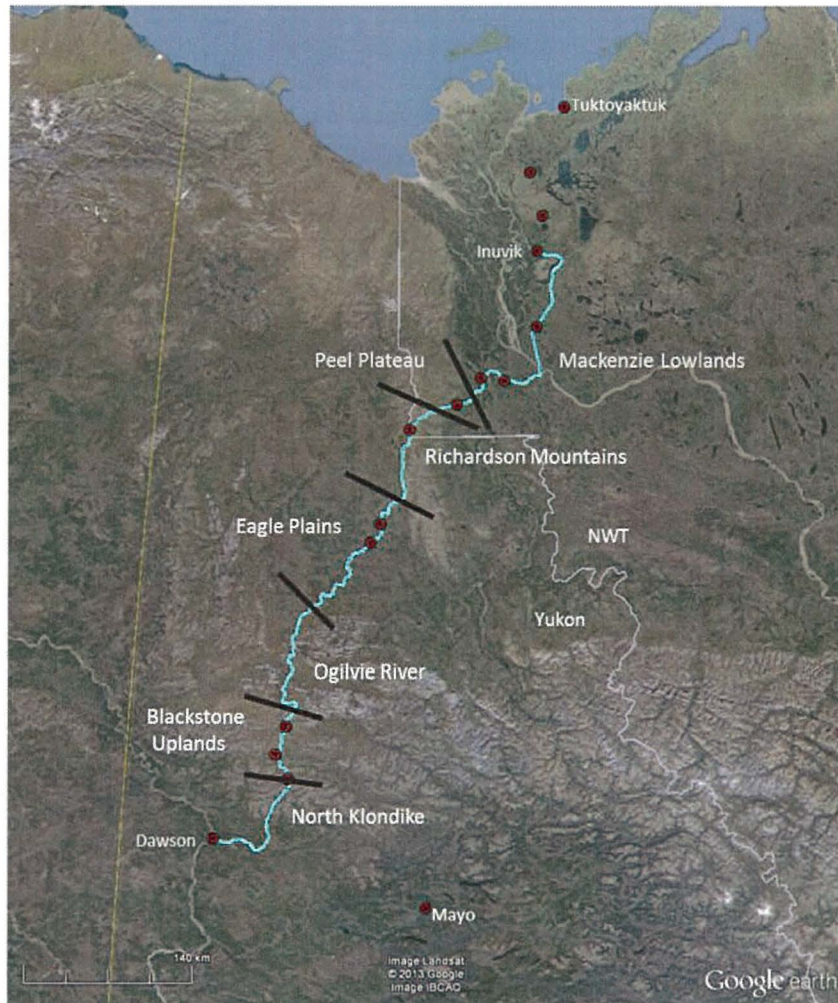 Tuktoyaktuk
Inuvik
Peel Plateau
Mackenzie Lowlands
Richardson Mountains
Eagle Plains
NWT
Yukon
Ogilvie River
Blackstone
Uplands
North Klondike
Dawson
Mayo
140 km
Image Landsat
© 2013 Google
Image IBCAO
Google earth